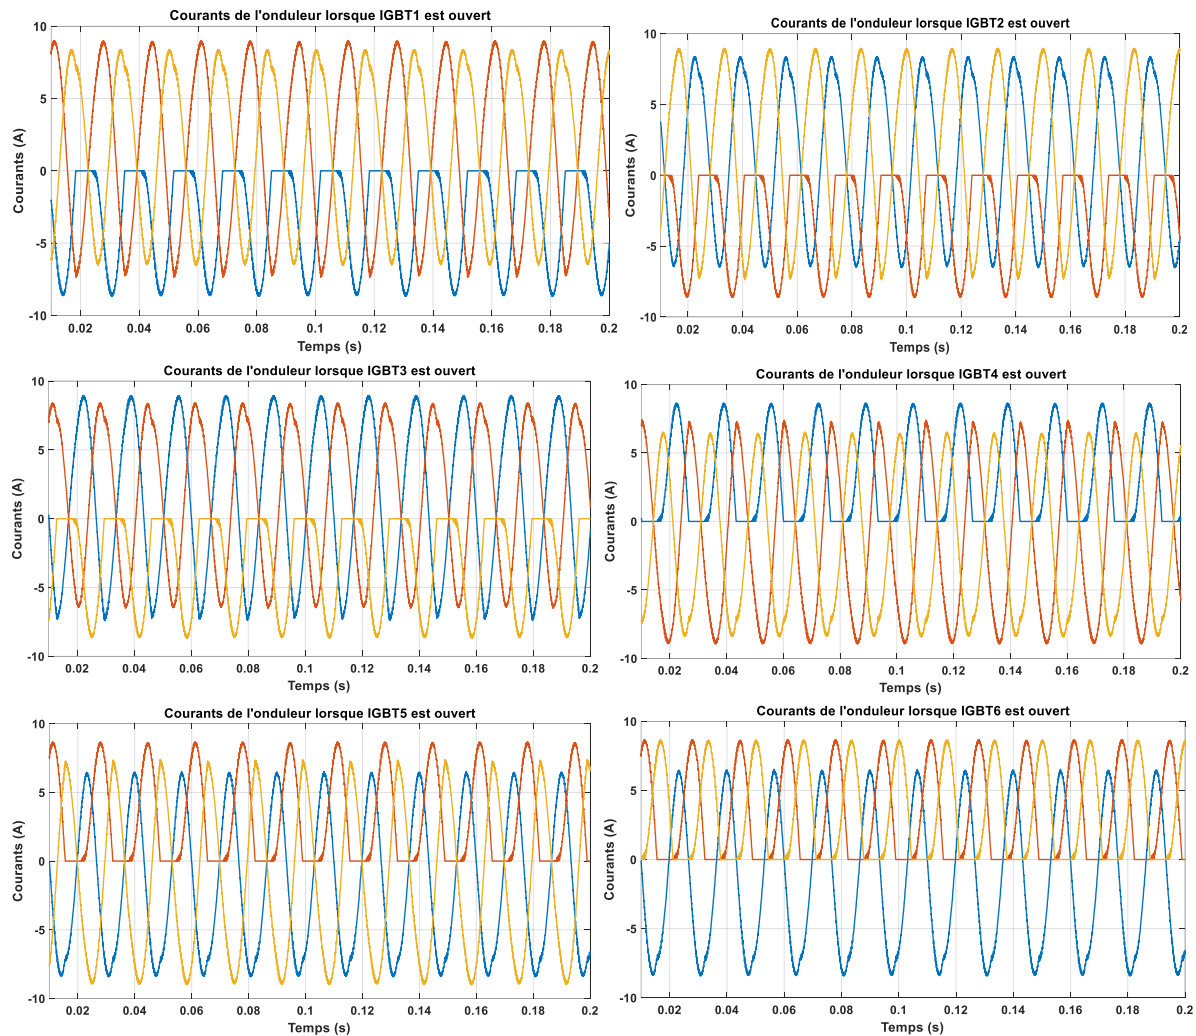 Courants de l'onduleur lorsque IGBT1 est ouvert
10
5
0
-5
-10
Courants (A)
0.02 0.04 0.06 0.08 0.1 0.12 0.14 0.16 0.18 0.2
Temps (s)
Courants de l'onduleur lorsque IGBT2 est ouvert
10
5
0
-5
-10
Courants (A)
0.02 0.04 0.06 0.08 0.1 0.12 0.14 0.16 0.18 0.2
Temps (s)
Courants de l'onduleur lorsque IGBT3 est ouvert
10
5
0
-5
-10
Courants (A)
0.02 0.04 0.06 0.08 0.1 0.12 0.14 0.16 0.18 0.2
Temps (s)
Courants de l'onduleur lorsque IGBT4 est ouvert
10
5
0
-5
-10
Courants (A)
0.02 0.04 0.06 0.08 0.1 0.12 0.14 0.16 0.18 0.2
Temps (s)
Courants de l'onduleur lorsque IGBT5 est ouvert
10
5
0
-5
-10
Courants (A)
0.02 0.04 0.06 0.08 0.1 0.12 0.14 0.16 0.18 0.2
Temps (s)
Courants de l'onduleur lorsque IGBT6 est ouvert
10
5
0
-5
-10
Courants (A)
0.02 0.04 0.06 0.08 0.1 0.12 0.14 0.16 0.18 0.2
Temps (s)